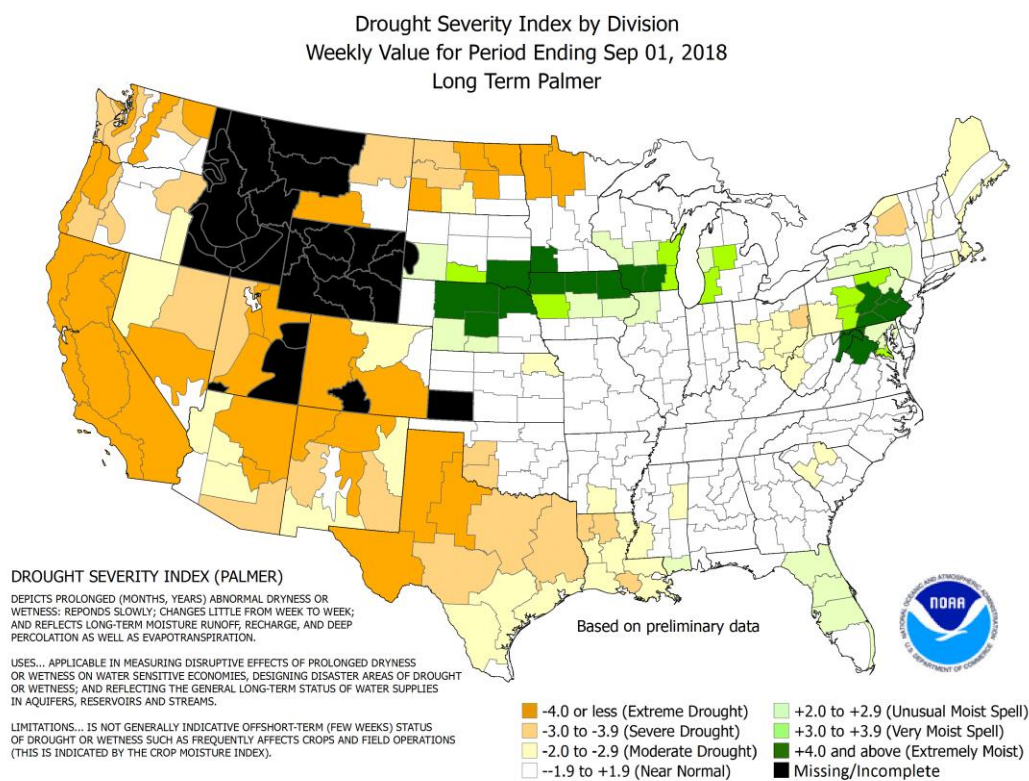 Drought Severity Index by Division
Weekly Value for Period Ending Sep 01, 2018
Long Term Palmer
DROUGHT SEVERITY INDEX (PALMER)
DEPICTS PROLONGED (MONTHS, YEARS) ABNORMAL DRYNESS OR
WETNESS: REPONDS SLOWLY; CHANGES LITTLE FROM WEEK TO WEEK;
AND REFLECTS LONG-TERM MOISTURE RUNOFF, RECHARGE, AND DEEP
PERCOLATION AS WELL AS EVAPOTRANSPIRATION.
USES... APPLICABLE IN MEASURING DISRUPTIVE EFFECTS OF PROLONGED DRYNESS
OR WETNESS ON WATER SENSITIVE ECONOMIES, DESIGNING DISASTER AREAS OF DROUGHT
OR WETNESS; AND REFLECTING THE GENERAL LONG-TERM STATUS OF WATER SUPPLIES
IN AQUIFERS, RESERVOIRS AND STREAMS.
LIMITATIONS... IS NOT GENERALLY INDICATIVE OFFSHORT-TERM (FEW WEEKS) STATUS
OF DROUGHT OR WETNESS SUCH AS FREQUENTLY AFFECTS CROPS AND FIELD OPERATIONS
(THIS IS INDICATED BY THE CROP MOISTURE INDEX).
Based on preliminary data
NATIONAL OCEANIC AND ATMOSPHERIC ADMINISTRATION
NOAA
U.S. DEPARTMENT OF COMMERCE
-4.0 or less (Extreme Drought)
-3.0 to -3.9 (Severe Drought)
-2.0 to -2.9 (Moderate Drought)
--1.9 to +1.9 (Near Normal)
+2.0 to +2.9 (Unusual Moist Spell)
+3.0 to +3.9 (Very Moist Spell)
+4.0 and above (Extremely Moist)
Missing/Incomplete